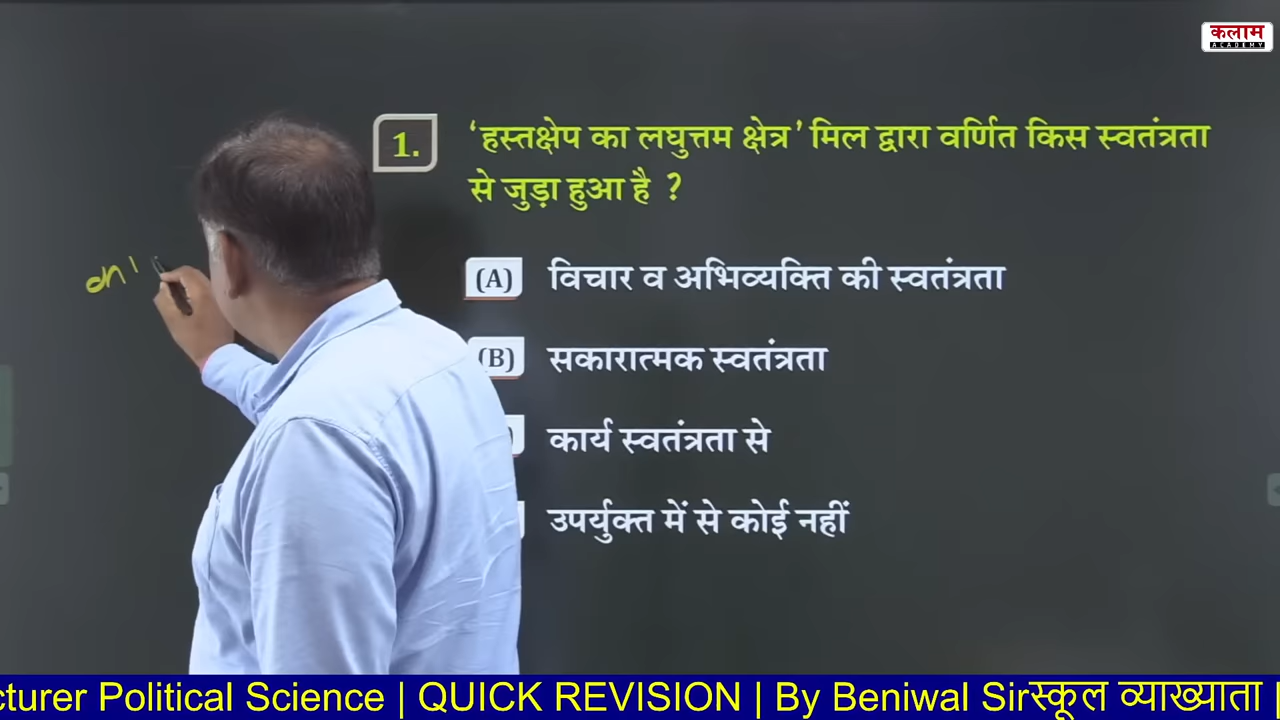 कलाम
ACADEMY
1. 'हस्तक्षेप का लघुत्तम क्षेत्र' मिल द्वारा वर्णित किस स्वतंत्रता
से जुड़ा हुआ है ?
(A) विचार व अभिव्यक्ति की स्वतंत्रता
(B) सकारात्मक स्वतंत्रता
कार्य स्वतंत्रता से
उपर्युक्त में से कोई नहीं
cturer Political Science | QUICK REVISION | By Beniwal Sirस्कूल व्याख्याता |